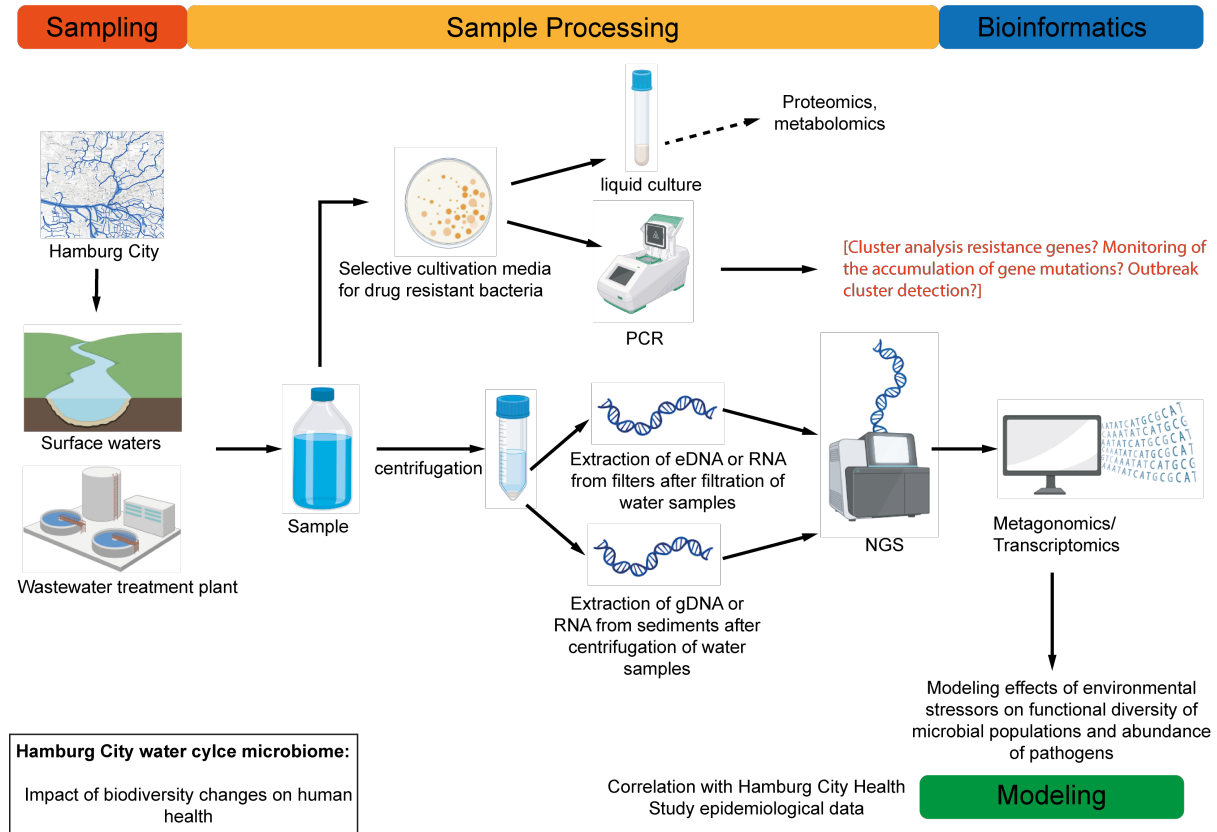 Sampling
Sample Processing
Bioinformatics
Hamburg City
Surface waters
Wastewater treatment plant
Sample
Selective cultivation media
for drug resistant bacteria
liquid culture
Proteomics,
metabolomics
PCR
[Cluster analysis resistance genes? Monitoring of
the accumulation of gene mutations? Outbreak
cluster detection?]
centrifugation
Extraction of eDNA or RNA
from filters after filtration of
water samples
Extraction of gDNA or
RNA from sediments after
centrifugation of water
samples
NGS
Metagonomics/
Transcriptomics
Modeling effects of environmental
stressors on functional diversity of
microbial populations and abundance
of pathogens
Modeling
Correlation with Hamburg City Health
Study epidemiological data
Hamburg City water cylce microbiome:
Impact of biodiversity changes on human
health